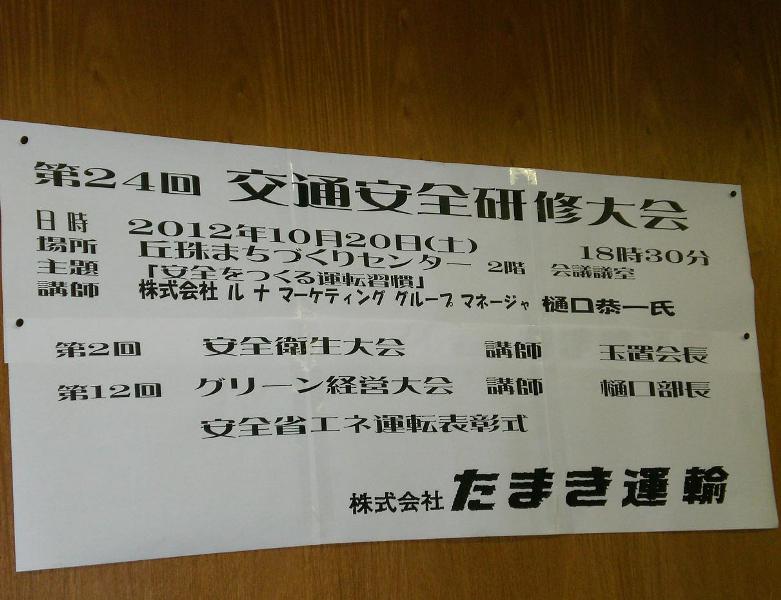 第24回 交通安全研修大会
日時 2012年10月20日(土) 18時30分
場所 丘珠まちづくりセンター 2階 会議議室
主題 「安全をつくる運転習慣」
講師 株式会社 ルナ マーケティング グループ マネージャ 樋口恭一氏
第2回 安全衛生大会 講師 玉置会長
第12回 グリーン経営大会 講師 樋口部長
安全省エネ運転表彰式
株式会社 たまき運輸